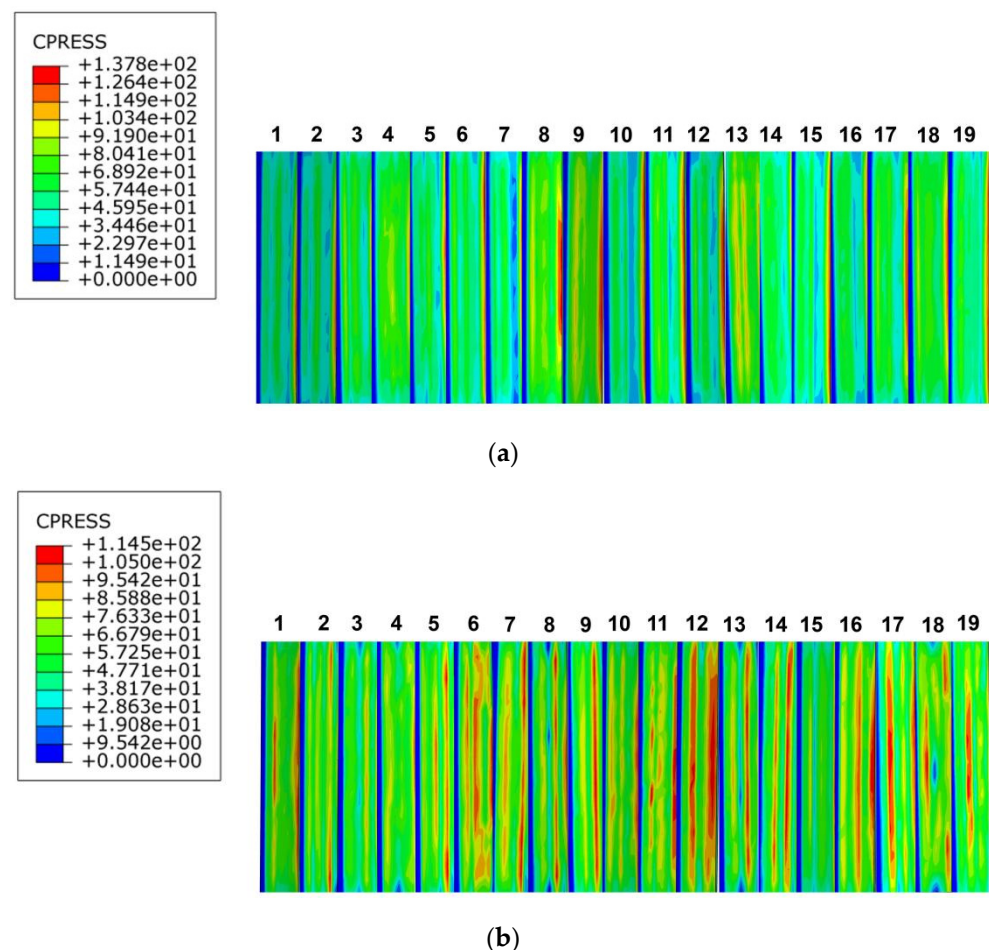 CPRESS
+1.378e+02
+1.264e+02
+1.149e+02
+1.034e+02
+9.190e+01
+8.041e+01
+6.892e+01
+5.744e+01
+4.595e+01
+3.446e+01
+2.297e+01
+1.149e+01
+0.000e+00
1 2 3 4 5 6 7 8 9 10 11 12 13 14 15 16 17 18 19
(a)
CPRESS
+1.145e+02
+1.050e+02
+9.542e+01
+8.588e+01
+7.633e+01
+6.679e+01
+5.725e+01
+4.771e+01
+3.817e+01
+2.863e+01
+1.908e+01
+9.542e+00
+0.000e+00
1 2 3 4 5 6 7 8 9 10 11 12 13 14 15 16 17 18 19
(b)